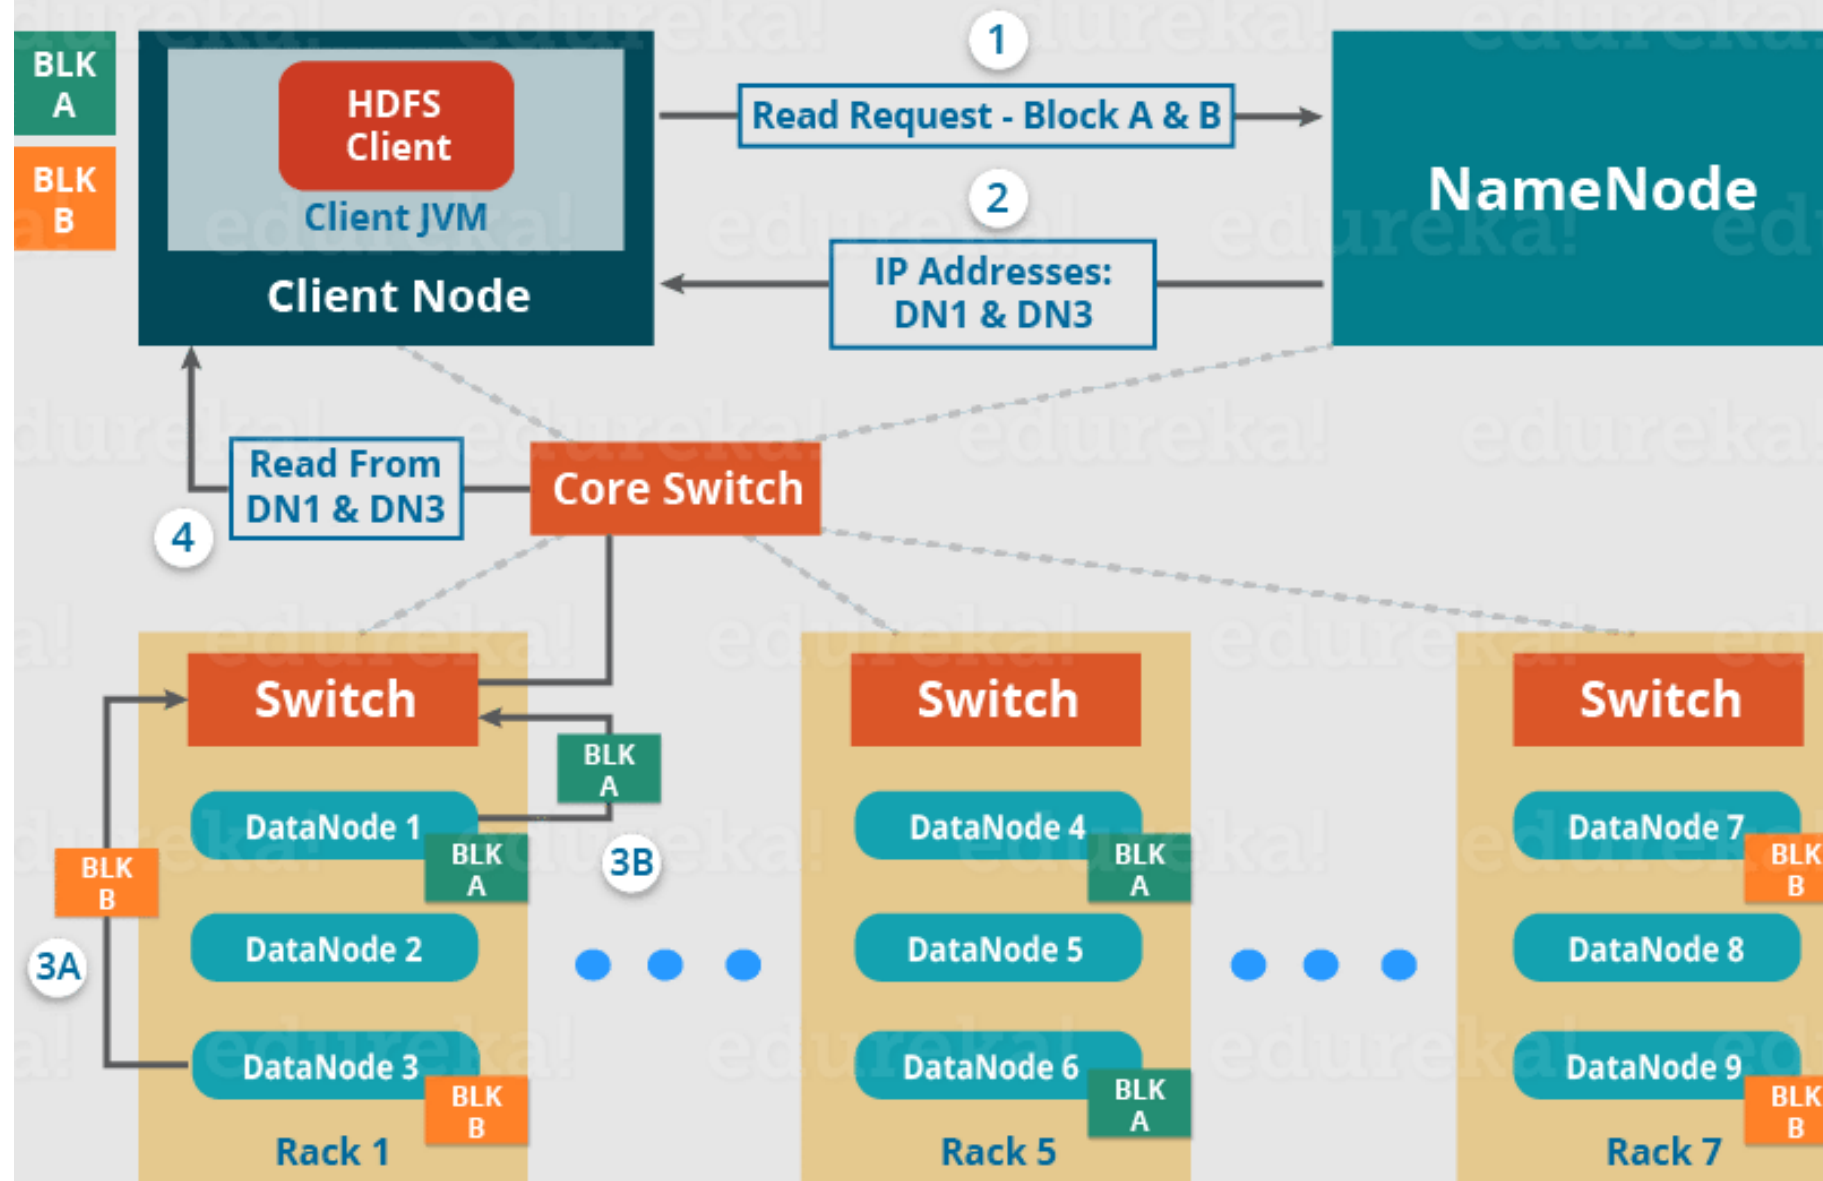 BLK
A
BLK
B
HDFS
Client
Client JVM
Client Node
1
Read Request - Block A & B
2
IP Addresses:
DN1 & DN3
NameNode
Read From
DN1 & DN3
4
Core Switch
Switch
BLK
A
DataNode 1
BLK
A
3B
BLK
B
3A
DataNode 2
DataNode 3
BLK
B
Rack 1
Switch
DataNode 4
BLK
A
DataNode 5
DataNode 6
BLK
A
Rack 5
Switch
DataNode 7
BLK
B
DataNode 8
DataNode 9
BLK
B
Rack 7
edureka!